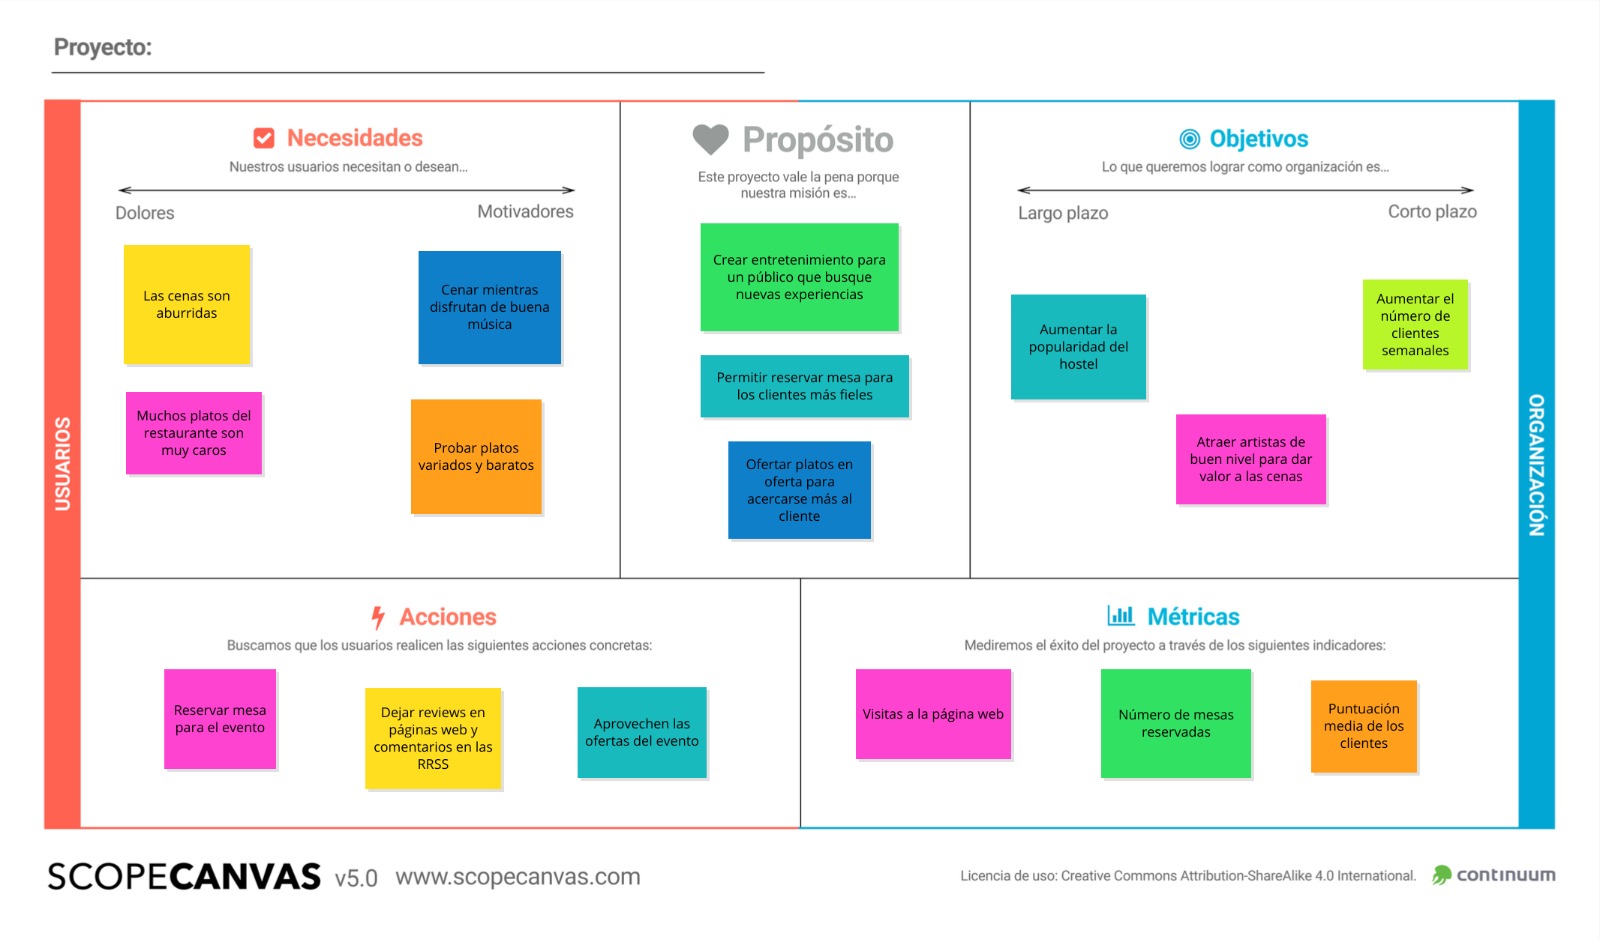 Proyecto:
Necesidades
Nuestros usuarios necesitan o desean...
Dolores
Motivadores
Las cenas son
aburridas
Cenar mientras
disfrutan de buena
música
Muchos platos del
restaurante son
muy caros
Probar platos
variados y baratos
Propósito
Este proyecto vale la pena porque
nuestra misión es...
Crear entretenimiento para
un público que busque
nuevas experiencias
Permitir reservar mesa para
los clientes más fieles
Ofertar platos en
oferta para
acercarse más al
cliente
Objetivos
Lo que queremos lograr como organización es...
Largo plazo
Corto plazo
Aumentar la
popularidad del
hostel
Aumentar el
número de
clientes
semanales
Atraer artistas de
buen nivel para dar
valor a las cenas
USUARIOS
ORGANIZACIÓN
Acciones
Buscamos que los usuarios realicen las siguientes acciones concretas:
Reservar mesa
para el evento
Dejar reviews en
páginas web y
comentarios en las
RRSS
Aprovechen las
ofertas del evento
Métricas
Mediremos el éxito del proyecto a través de los siguientes indicadores:
Visitas a la página web
Número de mesas
reservadas
Puntuación
media de los
clientes
SCOPECANVAS v5.0 www.scopecanvas.com
Licencia de uso: Creative Commons Attribution-ShareAlike 4.0 International.
continuum